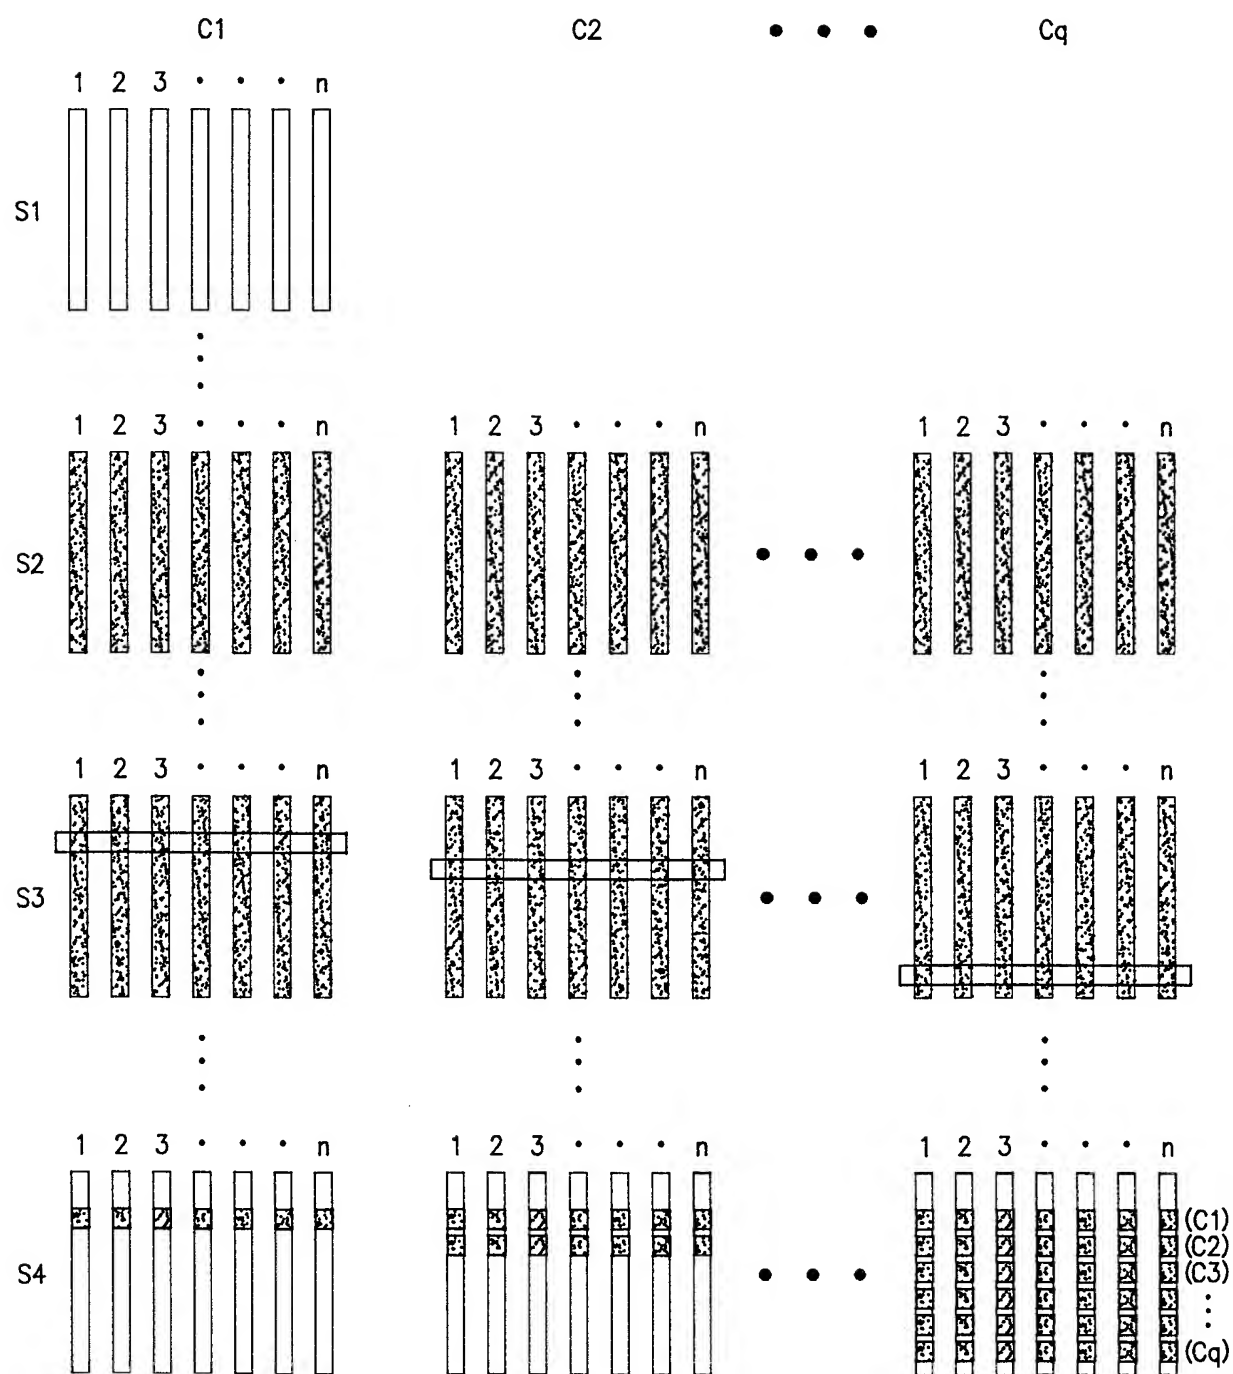 C1 C2 • • • Cq
1 2 3 • • • n
S1
1 2 3 • • • n 1 2 3 • • • n 1 2 3 • • • n
S2 • • •
1 2 3 • • • n 1 2 3 • • • n 1 2 3 • • • n
S3 • • •
1 2 3 • • • n 1 2 3 • • • n 1 2 3 • • • n
(C1)
(C2)
S4 • • • (C3)
(Cq)